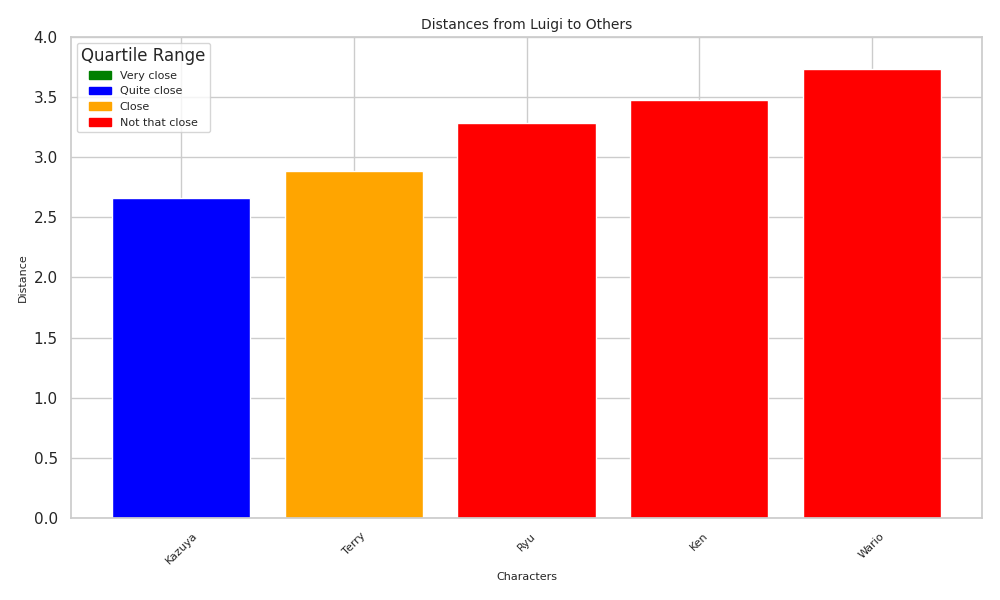 Distances from Luigi to Others
4.0
3.5
3.0
2.5
2.0
1.5
1.0
0.5
0.0
Distance
Quartile Range
Very close
Quite close
Close
Not that close
Kazuya
Terry
Ryu
Ken
Wario
Characters